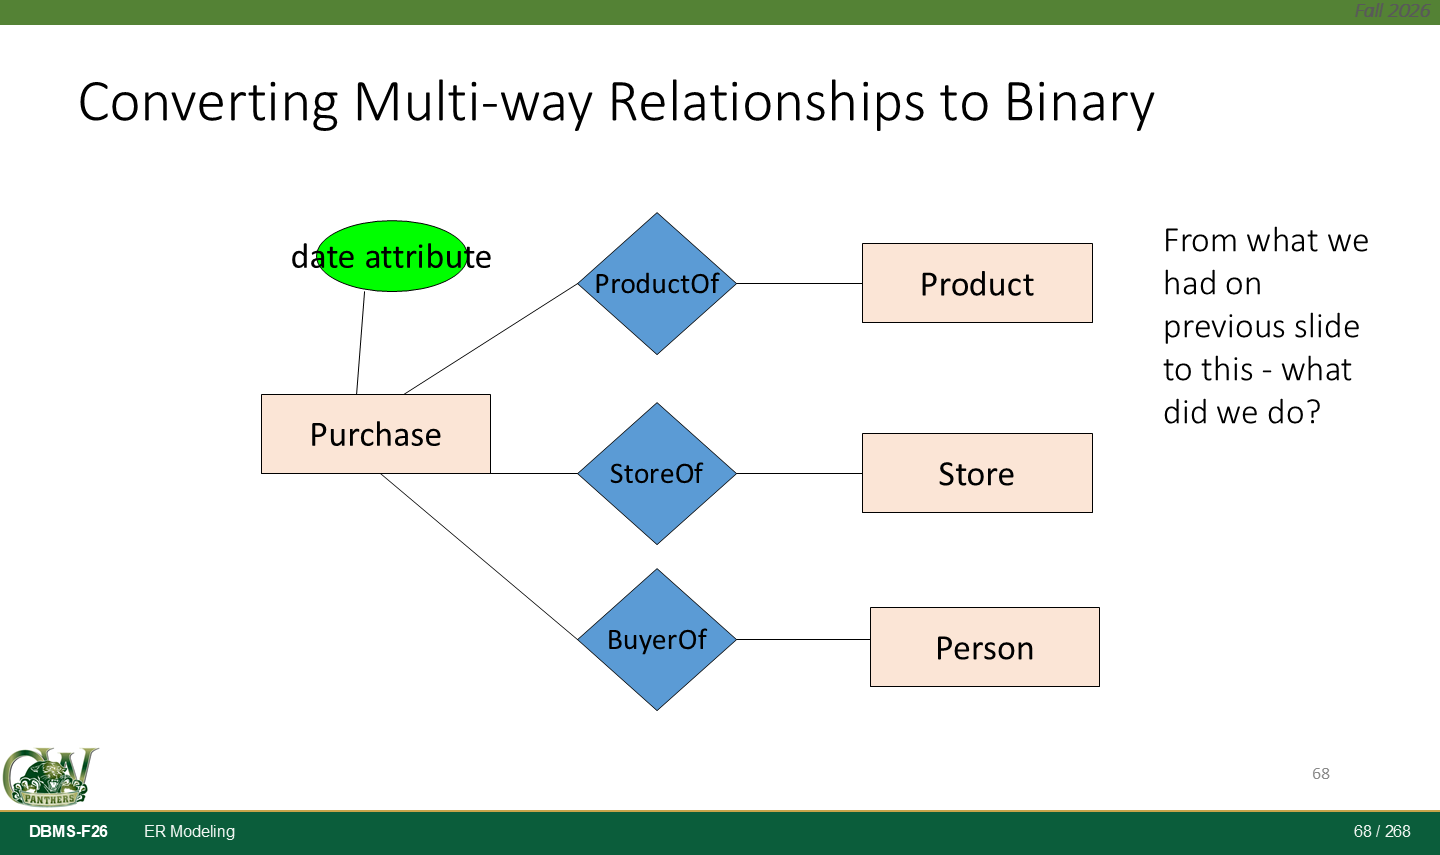 Fall 2026
Converting Multi-way Relationships to Binary
date attribute
ProductOf
Product
From what we
had on
previous slide
to this - what
did we do?
Purchase
StoreOf
Store
BuyerOf
Person
OW
PANTHERS
68
DBMS-F26
ER Modeling
68 / 268